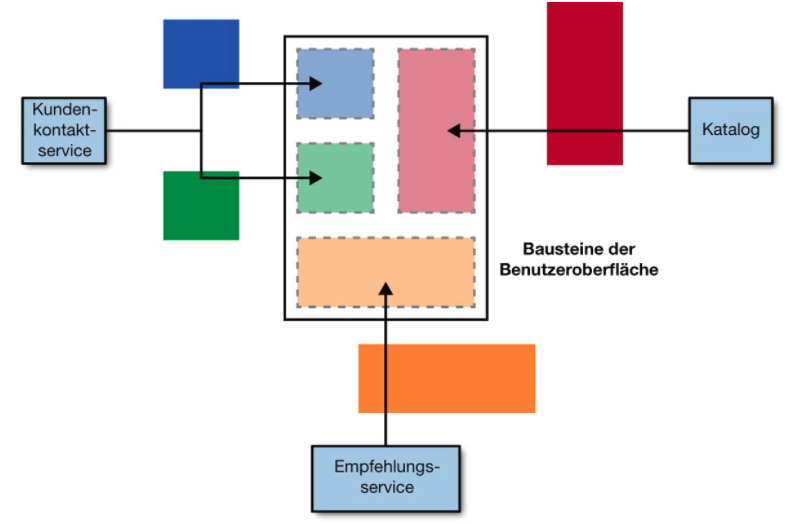 Kunden-
kontakt-
service
Katalog
Bausteine der
Benutzeroberfläche
Empfehlungs-
service